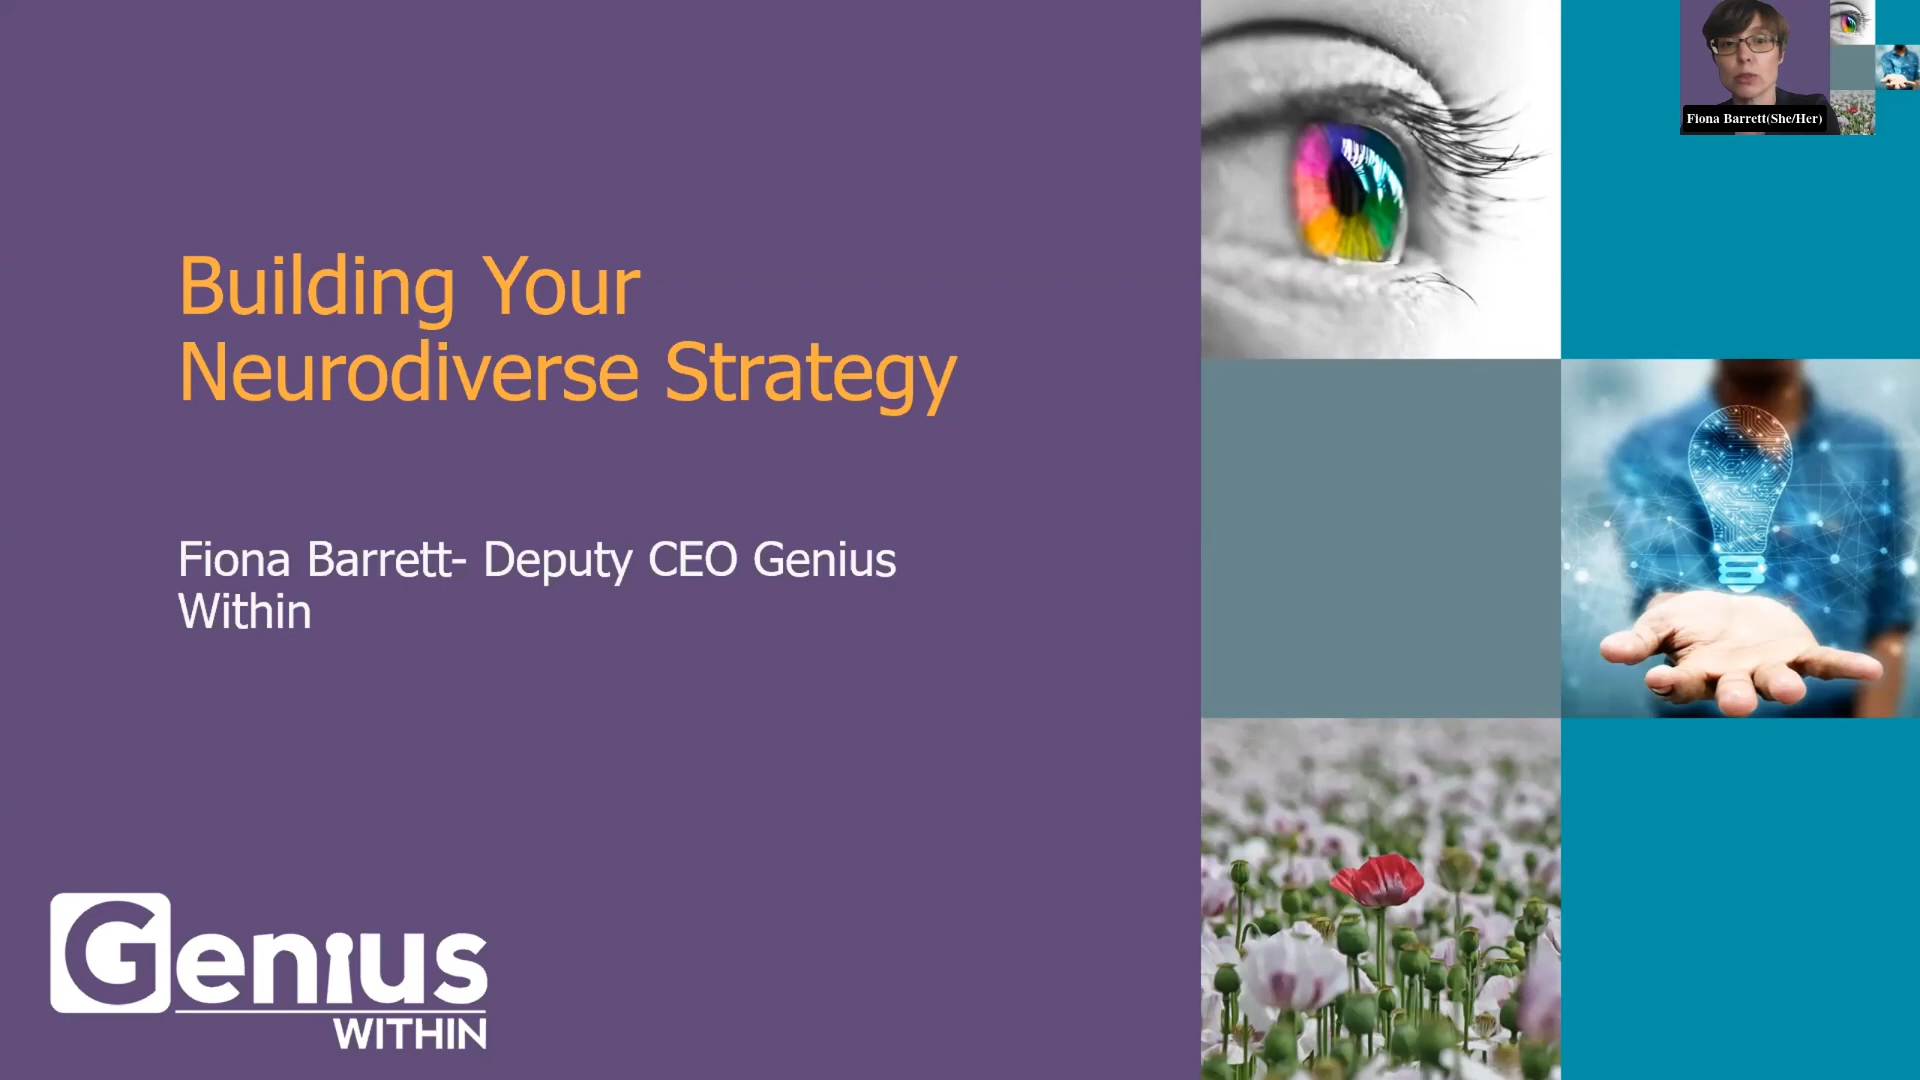 Fiona Barrett(She/Her)
Building Your
Neurodiverse Strategy
Fiona Barrett- Deputy CEO Genius
Within
Genius
WITHIN